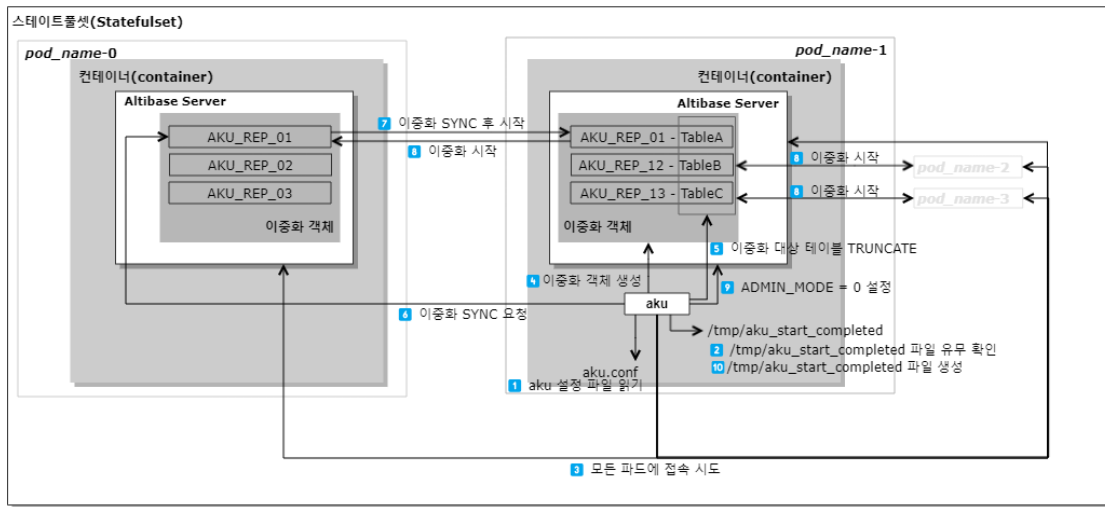 스테이트풀셋(Statefulset)
pod_name-0
컨테이너(container)
Altibase Server
AKU_REP_01
AKU_REP_02
AKU_REP_03
이중화 객체
7 이중화 SYNC 후 시작
8 이중화 시작
pod_name-1
컨테이너(container)
Altibase Server
AKU_REP_01 - TableA
AKU_REP_12 - TableB
AKU_REP_13 - TableC
이중화 객체
8 이중화 시작
pod_name-2
8 이중화 시작
pod_name-3
5 이중화 대상 테이블 TRUNCATE
4 이중화 객체 생성
9 ADMIN_MODE = 0 설정
aku
6 이중화 SYNC 요청
/tmp/aku_start_completed
2 /tmp/aku_start_completed 파일 유무 확인
10 /tmp/aku_start_completed 파일 생성
aku.conf
1 aku 설정 파일 읽기
3 모든 파드에 접속 시도